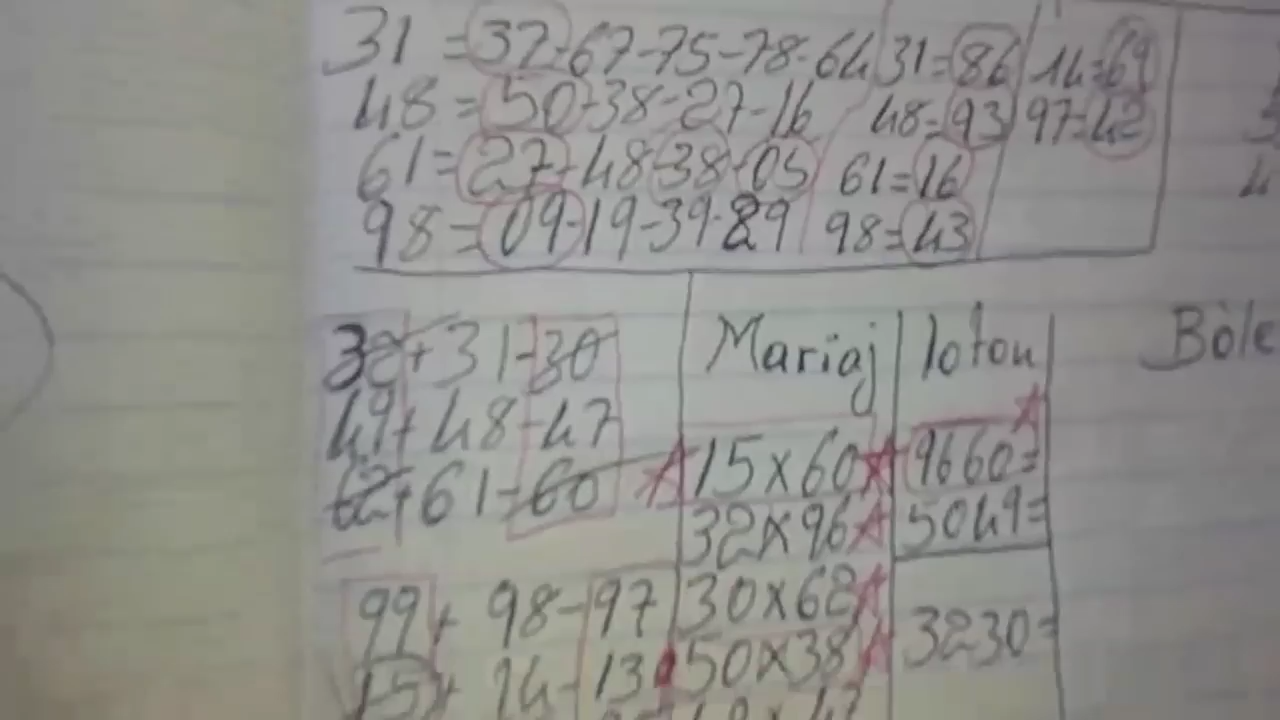 31 = 32-67-75-78-64 31=86 14=69
48 = 50-38-27-16 48=93 97=42
61 = 27-48-38-05 61=16
98 = 09-19-39-29 98=43
32+31-30
49+48-47
62+61-60
99+ 98-97
15+ 14-13
Mariaj
15x60
32x96
30x62
50x38
lotou
9660=
5049=
3230=
Bòle